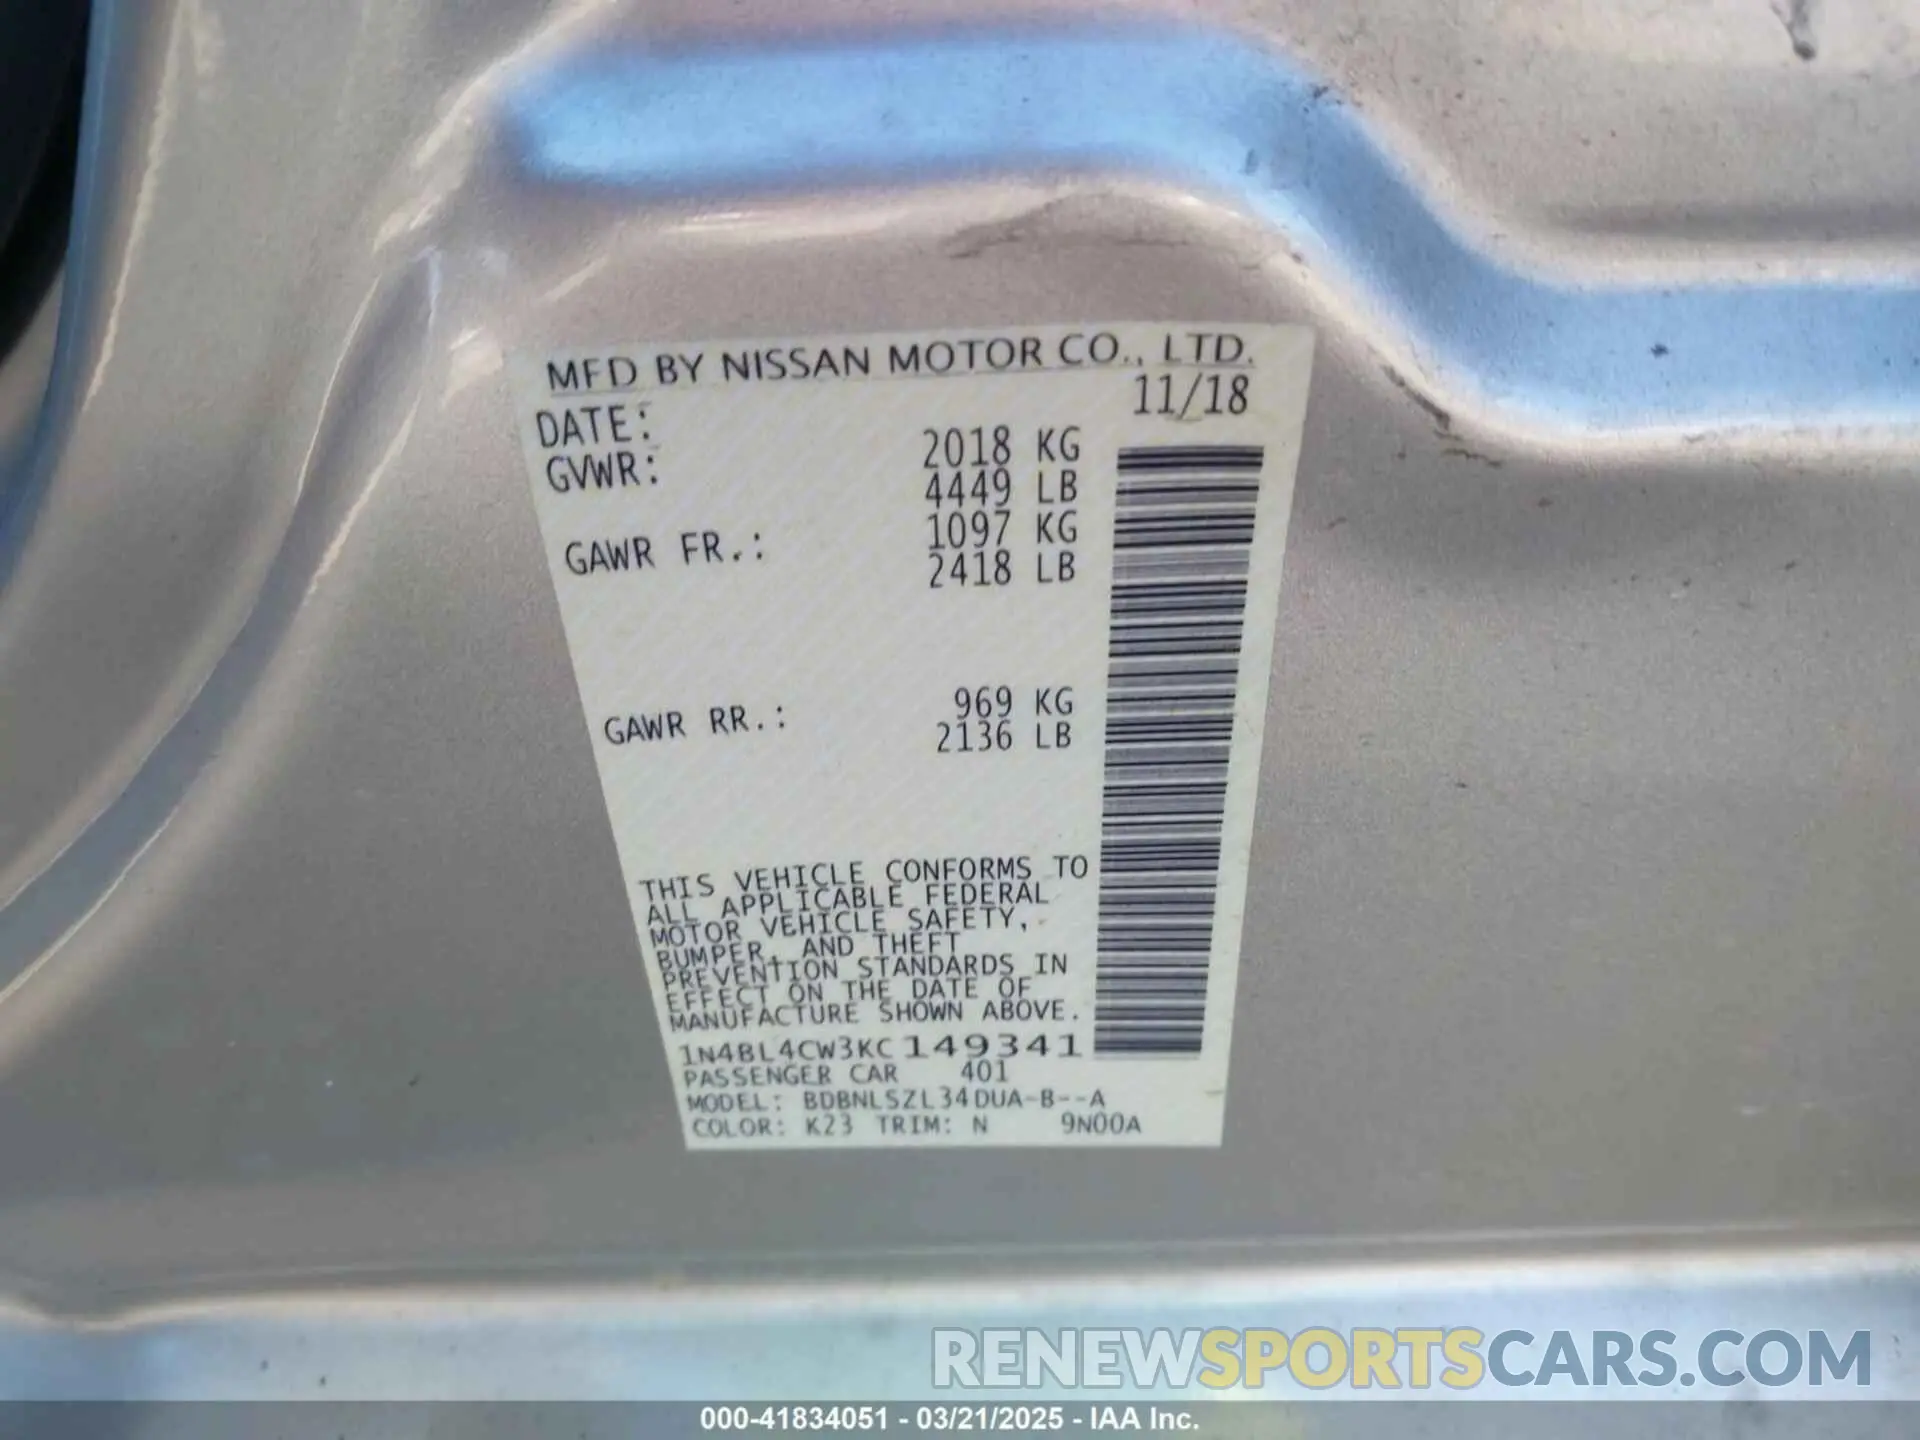 MFD BY NISSAN MOTOR CO., LTD.
DATE: 11/18
GVWR: 2018 KG
4449 LB
GAWR FR.: 1097 KG
2418 LB
GAWR RR.: 969 KG
2136 LB
THIS VEHICLE CONFORMS TO
ALL APPLICABLE FEDERAL
MOTOR VEHICLE SAFETY,
BUMPER, AND THEFT
PREVENTION STANDARDS IN
EFFECT ON THE DATE OF
MANUFACTURE SHOWN ABOVE.
1N4BL4CW3KC149341
PASSENGER CAR 401
MODEL: BDBNLSZL34DUA-B--A
COLOR: K23 TRIM: N 9N00A
RENEWSPORTSCARS.COM
000-41834051 - 03/21/2025 - IAA Inc.